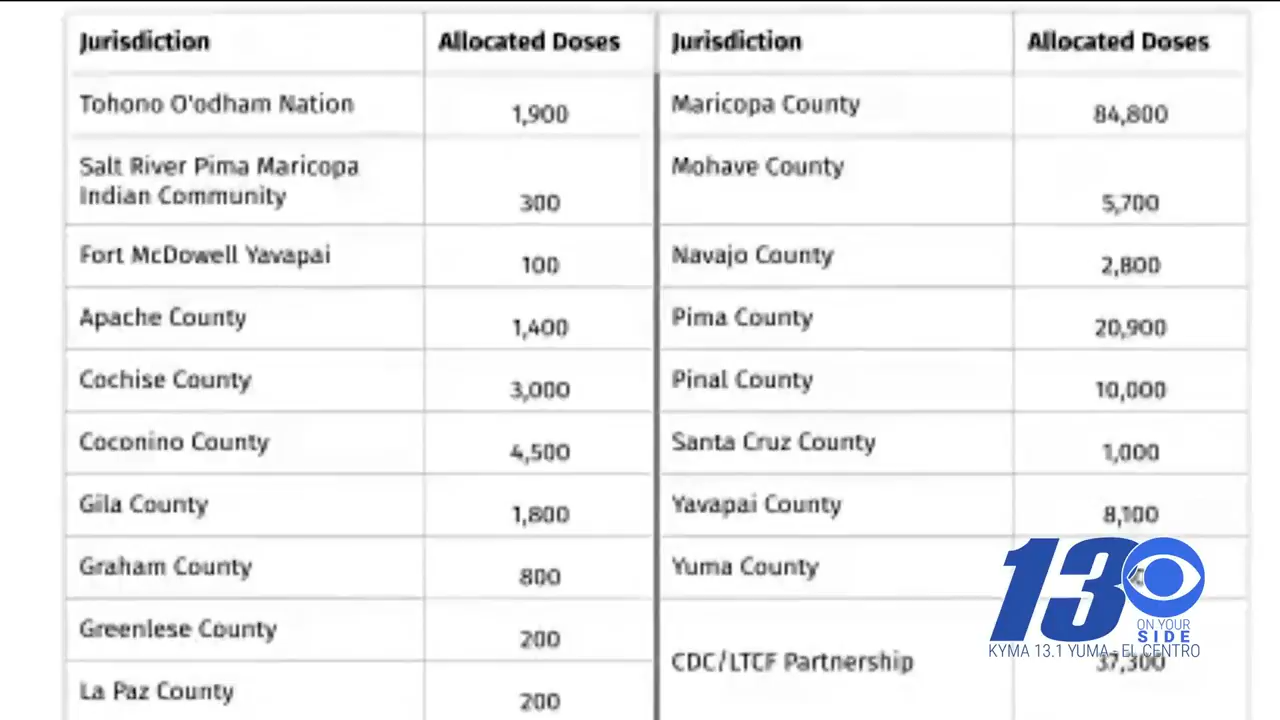 Jurisdiction Allocated Doses Jurisdiction Allocated Doses
Tohono O'odham Nation 1,900 Maricopa County 84,800
Salt River Pima Maricopa
Indian Community 300 Mohave County 5,700
Fort McDowell Yavapai 100 Navajo County 2,800
Apache County 1,400 Pima County 20,900
Cochise County 3,000 Pinal County 10,000
Coconino County 4,500 Santa Cruz County 1,000
Gila County 1,800 Yavapai County 8,100
Graham County 800 Yuma County
Greenlese County 200 CDC/LTCF Partnership 37,300
La Paz County 200
13
ON YOUR
SIDE
KYMA 13.1 YUMA - EL CENTRO